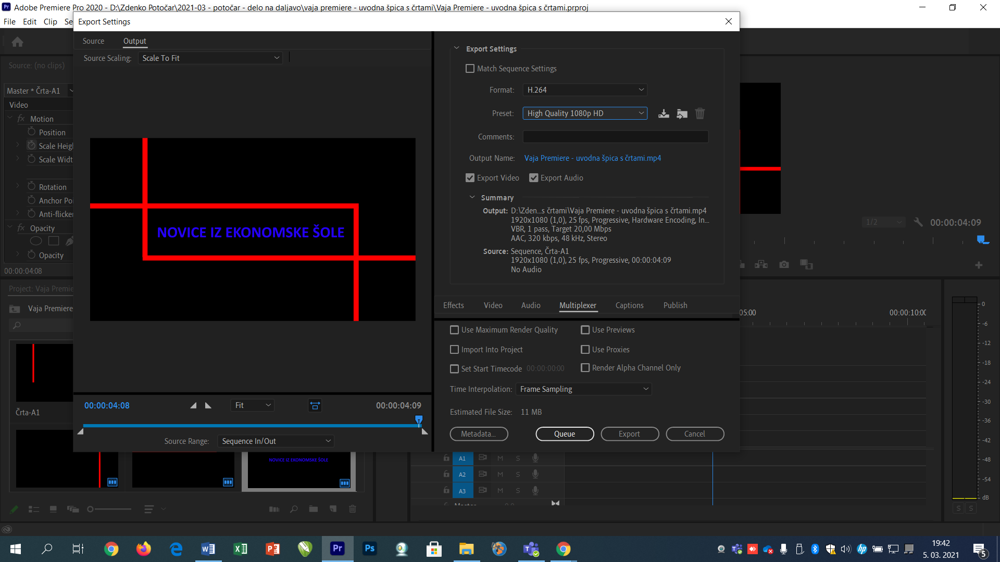 Adobe Premiere Pro 2020 - D:\Zdenko Potočar\2021-03 - potočar - delo na daljavo\vaja premiere - uvodna špica s črtami\Vaja Premiere - uvodna špica s črtami.prproj
File Edit Clip Se
Export Settings
Source Output
Source Scaling: Scale To Fit
Export Settings
Match Sequence Settings
Format: H.264
Preset: High Quality 1080p HD
Comments:
Output Name: Vaja Premiere - uvodna špica s črtami.mp4
Export Video Export Audio
Summary
Output: D:\Zden...s črtami\Vaja Premiere - uvodna špica s črtami.mp4
1920x1080 (1,0), 25 fps, Progressive, Hardware Encoding, In...
VBR, 1 pass, Target 20,00 Mbps
AAC, 320 kbps, 48 kHz, Stereo
Source: Sequence, Črta-A1
1920x1080 (1,0), 25 fps, Progressive, 00:00:04:09
No Audio
Effects Video Audio Multiplexer Captions Publish
Use Maximum Render Quality Use Previews
Import Into Project Use Proxies
Set Start Timecode 00:00:00:00 Render Alpha Channel Only
Time Interpolation: Frame Sampling
Estimated File Size: 11 MB
Metadata... Queue Export Cancel
NOVICE IZ EKONOMSKE ŠOLE
00:00:04:08 Fit 00:00:04:09
Source Range: Sequence In/Out
Source: (no clips)
Master * Črta-A1
Video
fx Motion
Position
Scale Heigl
Scale Widt
Rotation
Anchor Poi
Anti-flicker
fx Opacity
Opacity
00:00:04:08
Project: Vaja Premie
Vaja Premiere
Črta-A1
NOVICE IZ EKONOMSKE ŠOLE
1/2 00:00:04:09
05:00 00:00:10:00
A1 M S
A2 M S
A3 M S
0
-6
-12
-18
-24
-30
-36
-42
-48
-54
dB
S S
19:42
5. 03. 2021
5